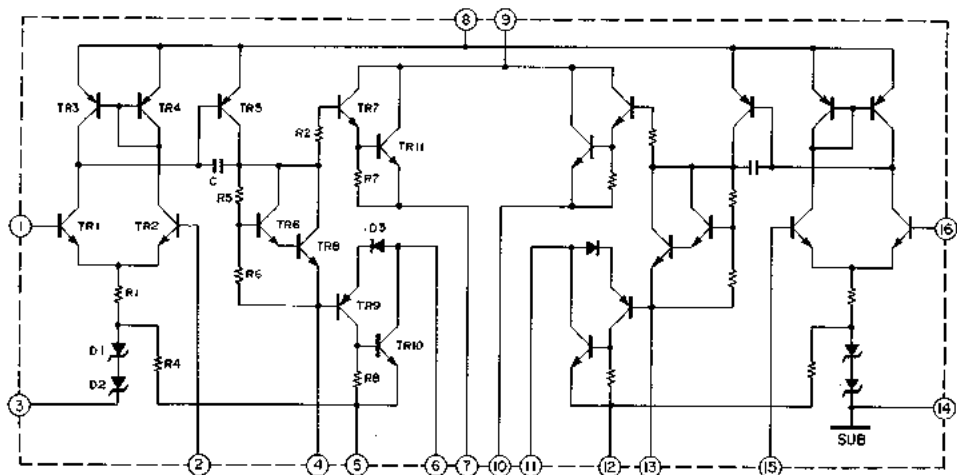 8 9
TR3 TR4 TR5 TR7
R2 TR11
C R7
R5
1 TR1 TR2 TR6 TR8 D3 16
R1 R6 TR9
D1 R4 TR10
D2 R8
3 14
SUB
2 4 5 6 7 10 11 12 13 15